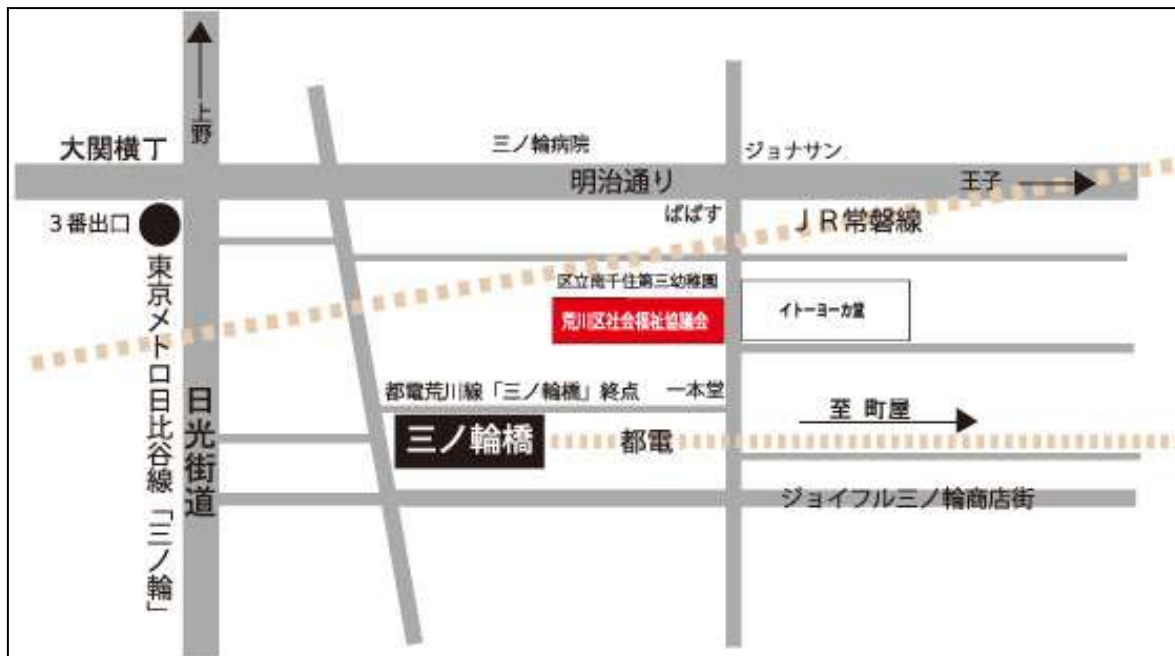 上野
大関横丁
三ノ輪病院
ジョナサン
明治通り
王子
3番出口
ぱぱす
JR常磐線
東京メトロ日比谷線「三ノ輪」
区立南千住第三幼稚園
荒川区社会福祉協議会
イトーヨーカ堂
日光街道
都電荒川線「三ノ輪橋」終点
一本堂
至 町屋
三ノ輪橋
都電
ジョイフル三ノ輪商店街